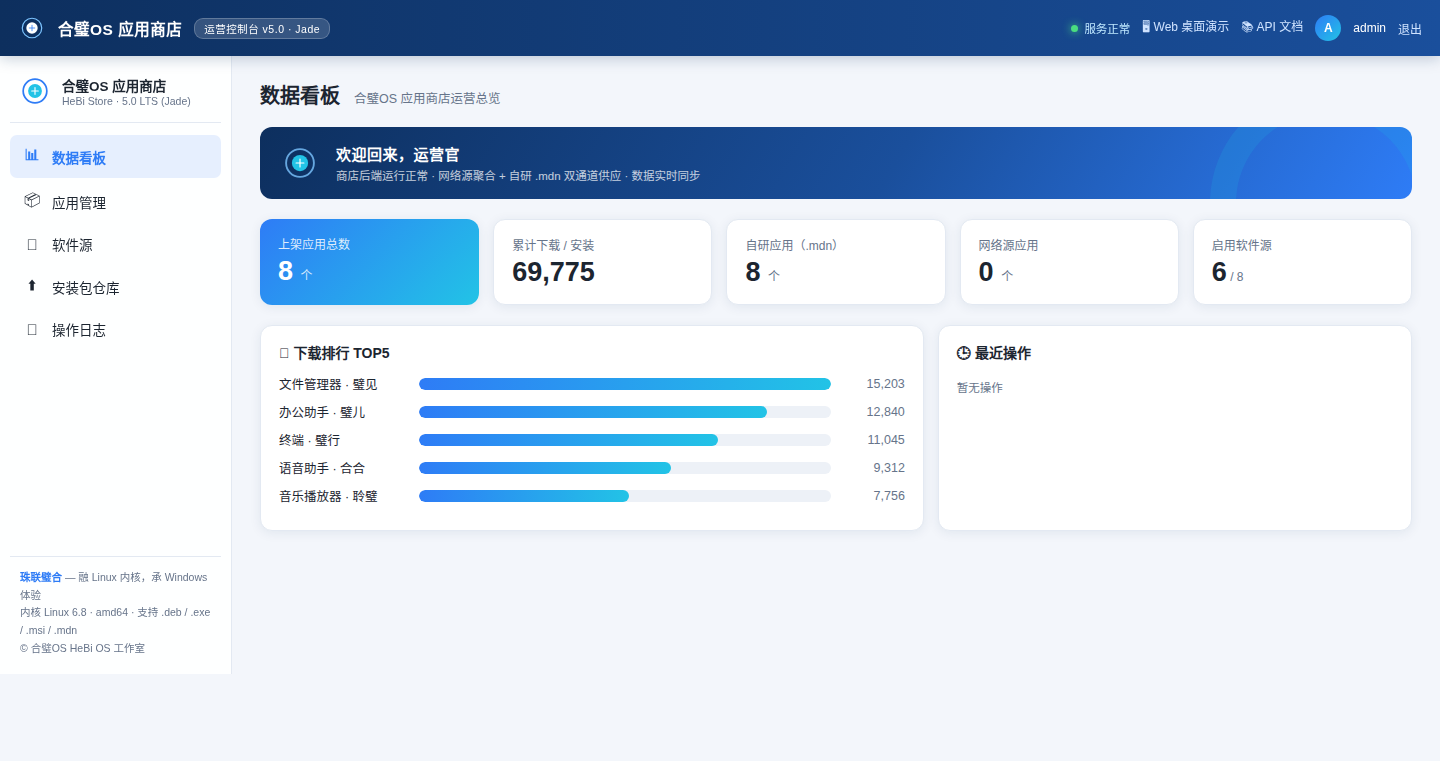 合璧OS 应用商店
运营控制台 v5.0 · Jade
服务正常
Web 桌面演示
API 文档
A
admin
退出
合璧OS 应用商店
HeBi Store · 5.0 LTS (Jade)
数据看板
应用管理
软件源
安装包仓库
操作日志
珠联璧合 — 融 Linux 内核，承 Windows
体验
内核 Linux 6.8 · amd64 · 支持 .deb / .exe
/ .msi / .mdn
© 合璧OS HeBi OS 工作室
数据看板 合璧OS 应用商店运营总览
欢迎回来，运营官
商店后端运行正常 · 网络源聚合 + 自研 .mdn 双通道供应 · 数据实时同步
上架应用总数
8 个
累计下载 / 安装
69,775
自研应用（.mdn）
8 个
网络源应用
0 个
启用软件源
6 / 8
下载排行 TOP5
文件管理器 · 璧见 15,203
办公助手 · 璧儿 12,840
终端 · 璧行 11,045
语音助手 · 合合 9,312
音乐播放器 · 聆璧 7,756
最近操作
暂无操作